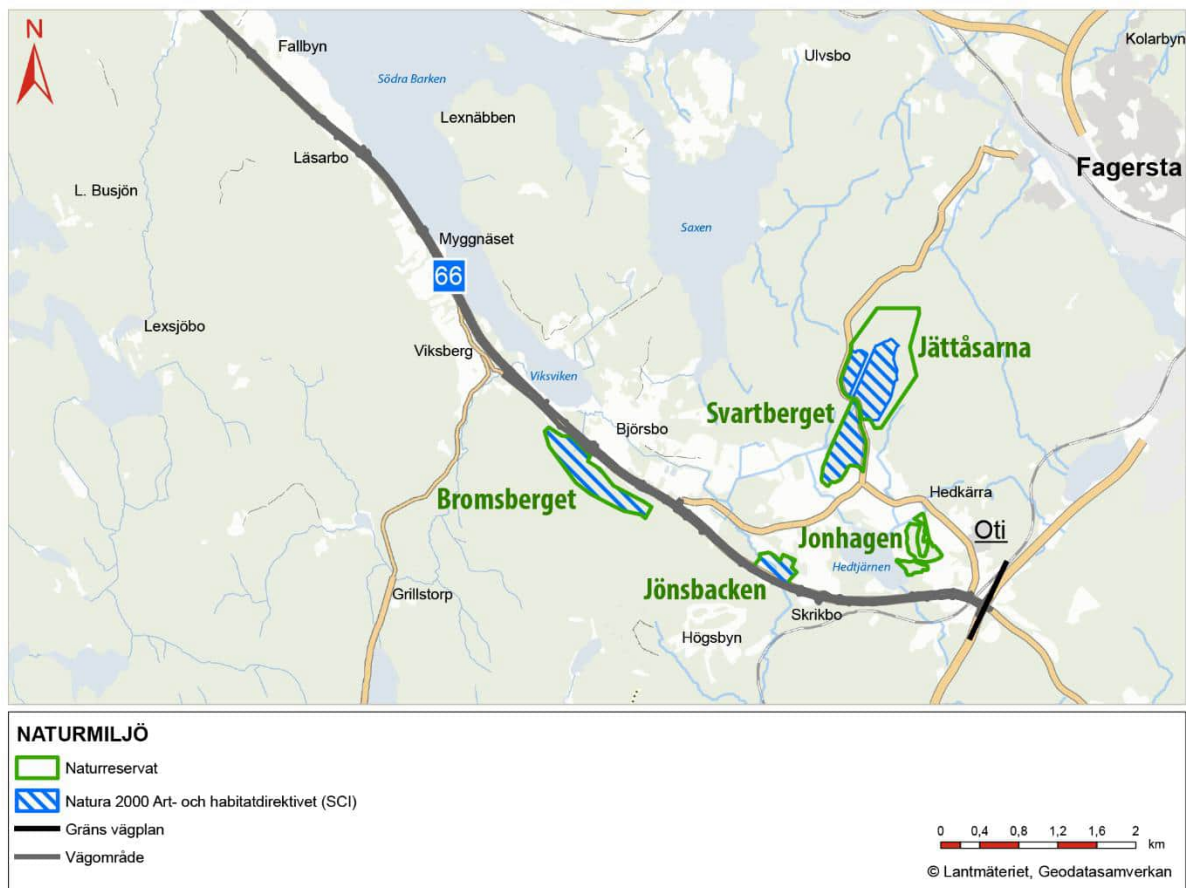 N
Fallbyn
Ulvsbo
Kolarbyn
Södra Barken
Lexnäbben
Läsarbo
Fagersta
L. Busjön
Saxen
Myggnäset
66
Lexsjöbo
Jättåsarna
Viksberg
Viksviken
Svartberget
Björsbo
Bromsberget
Hedkärra
Jonhagen
Oti
Hedtjärnen
Jönsbacken
Grillstorp
Skrikbo
Högsbyn
NATURMILJÖ
Naturreservat
Natura 2000 Art- och habitatdirektivet (SCI)
Gräns vägplan
Vägområde
0 0,4 0,8 1,2 1,6 2
km
© Lantmäteriet, Geodatasamverkan